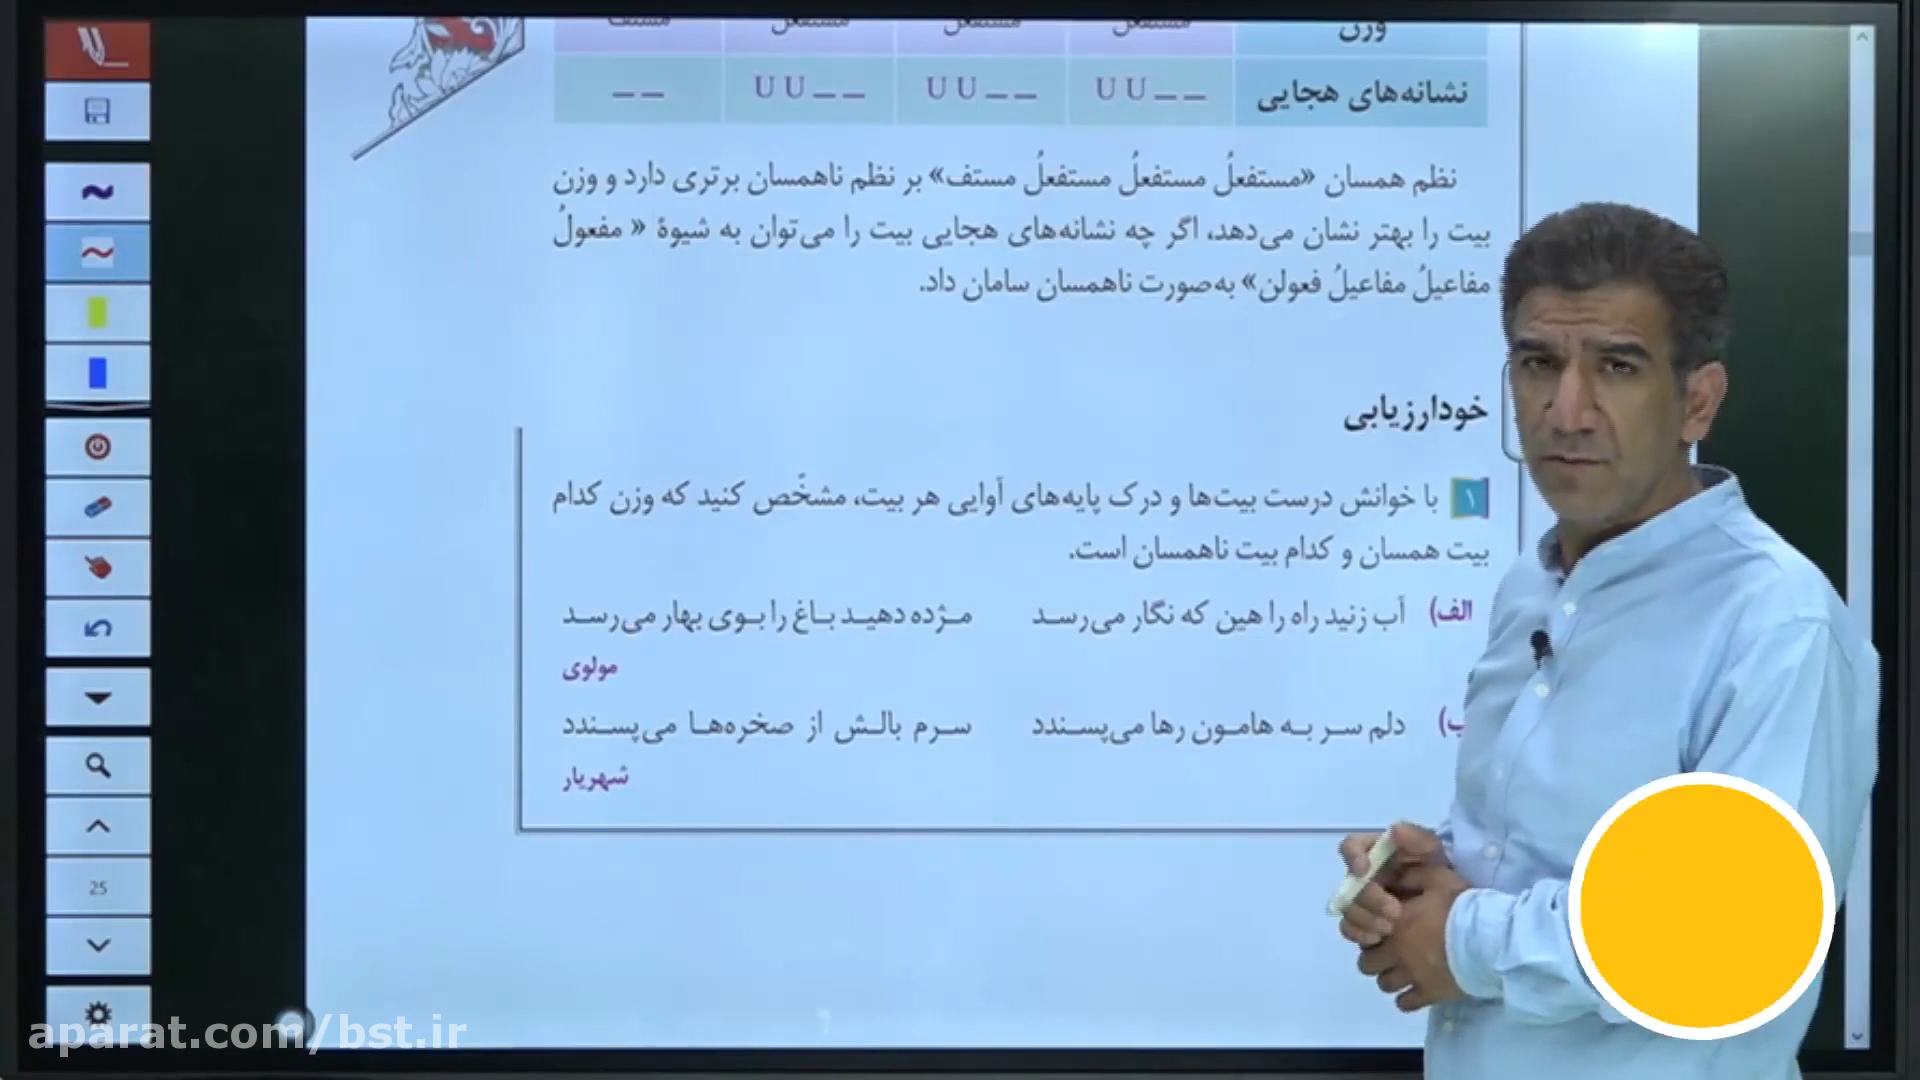 وزن مستفعلُ مستفعلُ مستفعلُ مستف
نشانه‌های هجایی U U _ _ U U _ _ U U _ _ _ _
نظم همسان «مستفعلُ مستفعلُ مستفعلُ مستف» بر نظم ناهمسان برتری دارد و وزن
بیت را بهتر نشان می‌دهد، اگر چه نشانه‌های هجایی بیت را می‌توان به شیوهٔ « مفعولُ
مفاعیلُ مفاعیلُ فعولن» به‌صورت ناهمسان سامان داد.
خودارزیابی
۱ با خوانش درست بیت‌ها و درک پایه‌های آوایی هر بیت، مشخّص کنید که وزن کدام
بیت همسان و کدام بیت ناهمسان است.
الف) آب زنید راه را هین که نگار می‌رسد مژده دهید باغ را بوی بهار می‌رسد
مولوی
ب) دلم سر به هامون رها می‌پسندد سرم بالش از صخره‌ها می‌پسندد
شهریار
25
aparat.com/bst.ir